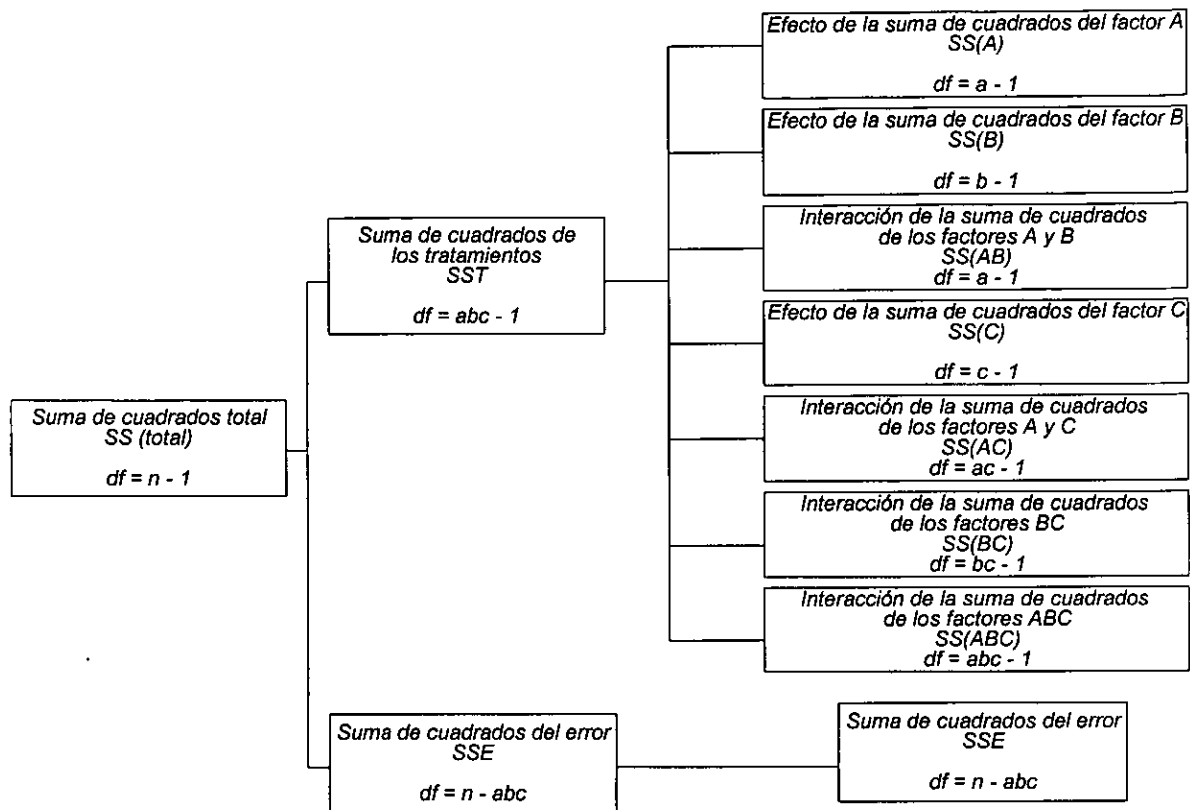 Suma de cuadrados total
SS (total)
df = n - 1
Suma de cuadrados de
los tratamientos
SST
df = abc - 1
Efecto de la suma de cuadrados del factor A
SS(A)
df = a - 1
Efecto de la suma de cuadrados del factor B
SS(B)
df = b - 1
Interacción de la suma de cuadrados
de los factores A y B
SS(AB)
df = a - 1
Efecto de la suma de cuadrados del factor C
SS(C)
df = c - 1
Interacción de la suma de cuadrados
de los factores A y C
SS(AC)
df = ac - 1
Interacción de la suma de cuadrados
de los factores BC
SS(BC)
df = bc - 1
Interacción de la suma de cuadrados
de los factores ABC
SS(ABC)
df = abc - 1
Suma de cuadrados del error
SSE
df = n - abc
Suma de cuadrados del error
SSE
df = n - abc